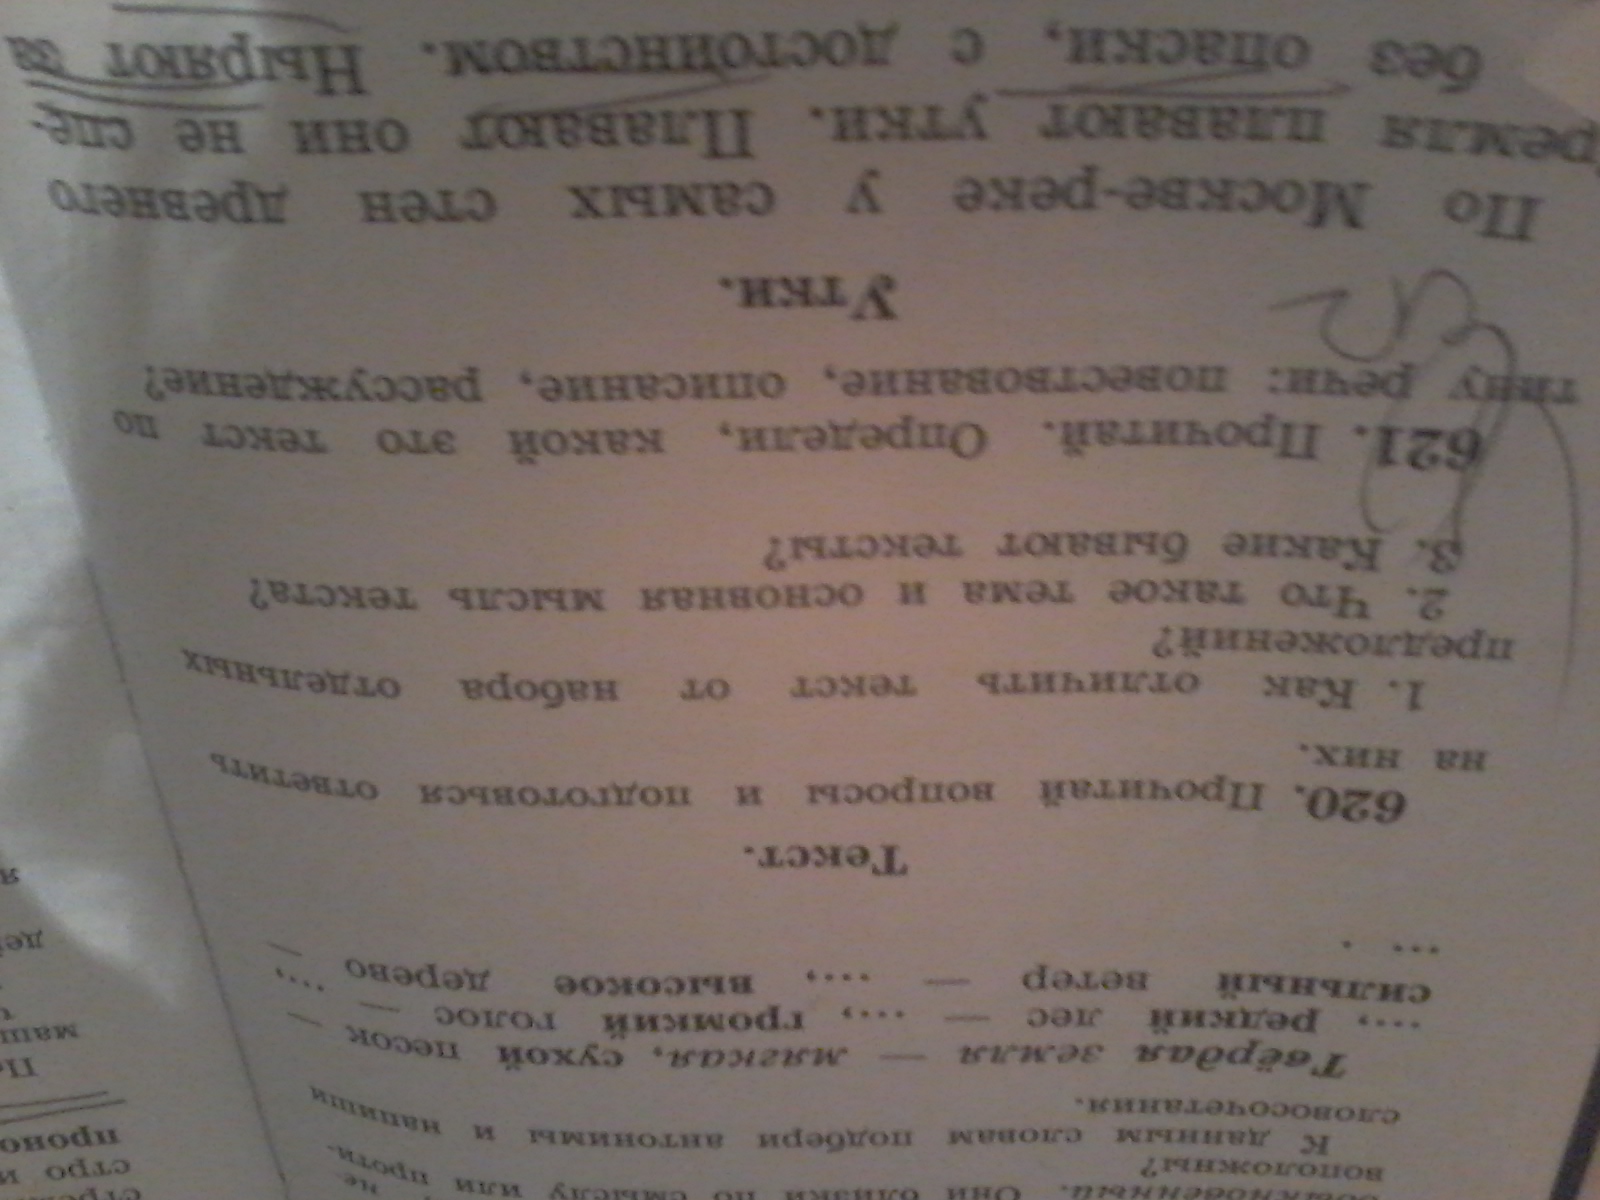 Они близки по смыслу или проти-
воположны?
К данным словам подбери антонимы и напиши
словосочетания.
Твёрдая земля — мягкая, сухой песок —
..., редкий лес — ..., громкий голос —
сильный ветер — ..., высокое дерево — ...,
... .
Текст.
620. Прочитай вопросы и подготовься ответить
на них.
1. Как отличить текст от набора отдельных
предложений?
2. Что такое тема и основная мысль текста?
3. Какие бывают тексты?
621. Прочитай. Определи, какой это текст по
типу речи: повествование, описание, рассуждение?
Утки.
По Москве-реке у самых стен древнего
Кремля плавают утки. Плавают они не спе-
без опаски, с достоинством. Ныряют за